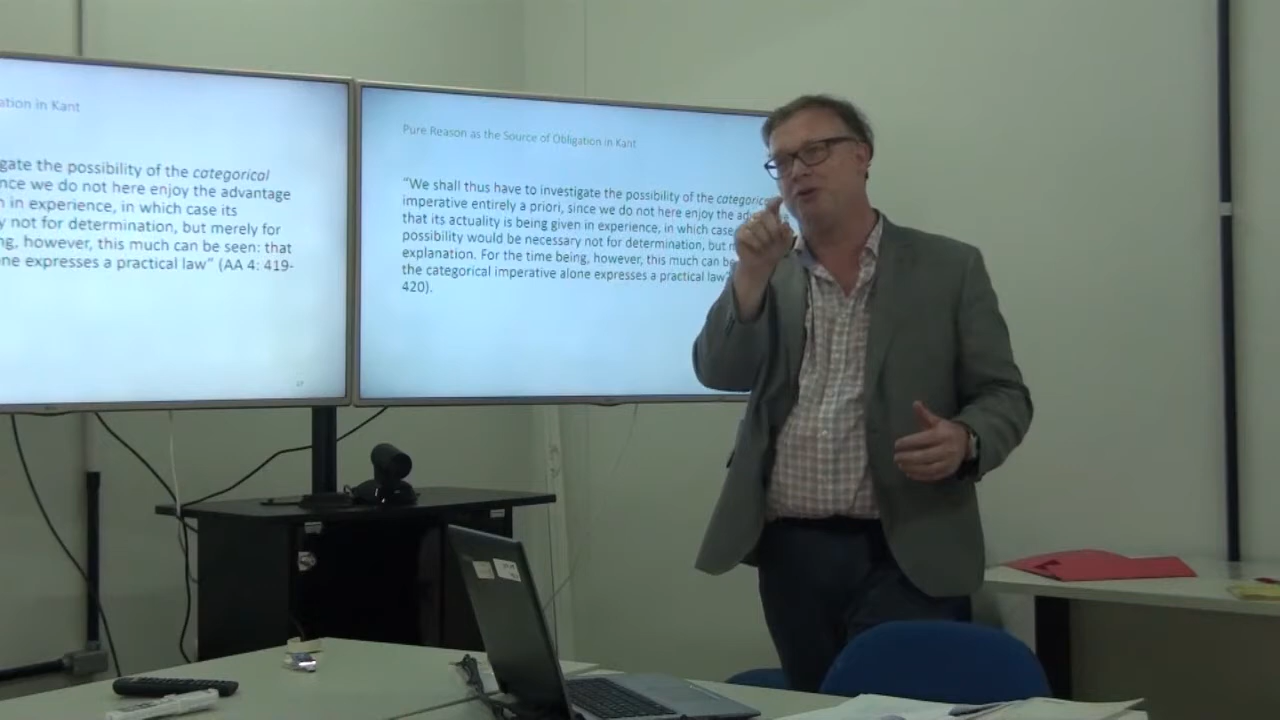 ation in Kant
gate the possibility of the categorical
nce we do not here enjoy the advantage
n in experience, in which case its
y not for determination, but merely for
ng, however, this much can be seen: that
one expresses a practical law” (AA 4: 419-
17
Pure Reason as the Source of Obligation in Kant
“We shall thus have to investigate the possibility of the categoric
imperative entirely a priori, since we do not here enjoy the ad
that its actuality is being given in experience, in which case
possibility would be necessary not for determination, but m
explanation. For the time being, however, this much can be
the categorical imperative alone expresses a practical law”
420).